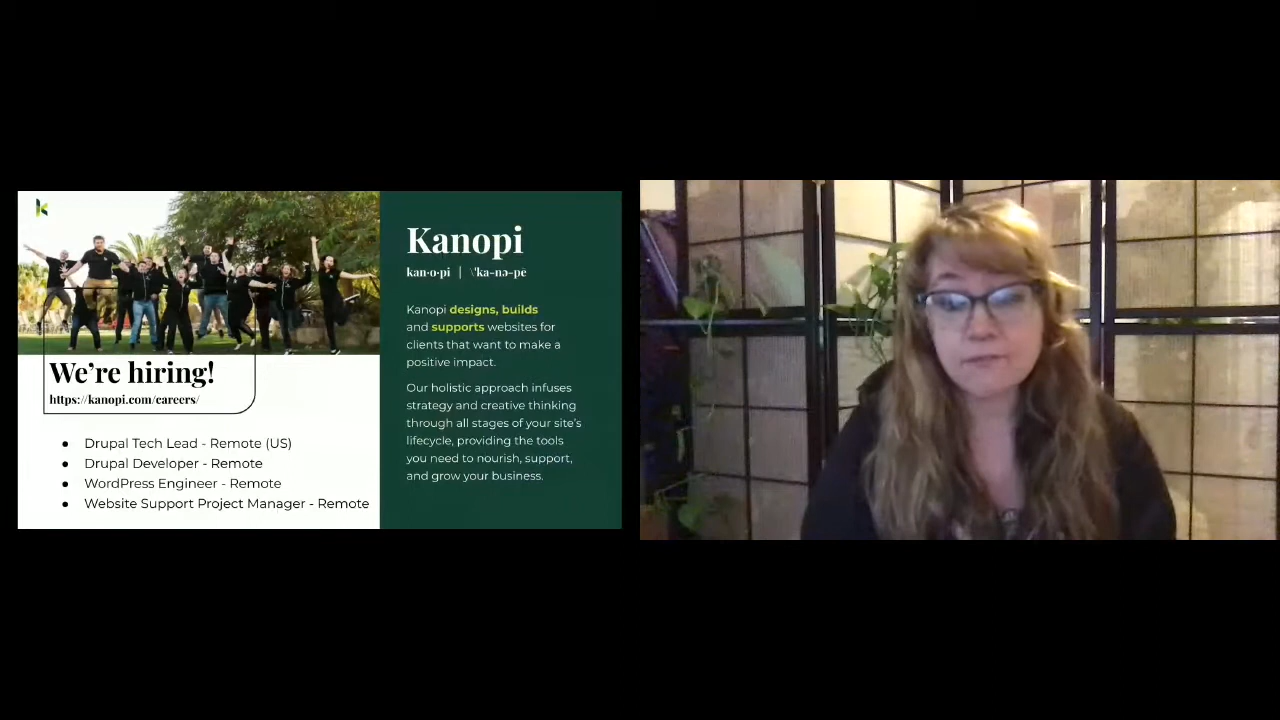 We're hiring!
https://kanopi.com/careers/
● Drupal Tech Lead - Remote (US)
● Drupal Developer - Remote
● WordPress Engineer - Remote
● Website Support Project Manager - Remote
Kanopi
kan·o·pi | \'ka-nə-pē
Kanopi designs, builds
and supports websites for
clients that want to make a
positive impact.
Our holistic approach infuses
strategy and creative thinking
through all stages of your site's
lifecycle, providing the tools
you need to nourish, support,
and grow your business.